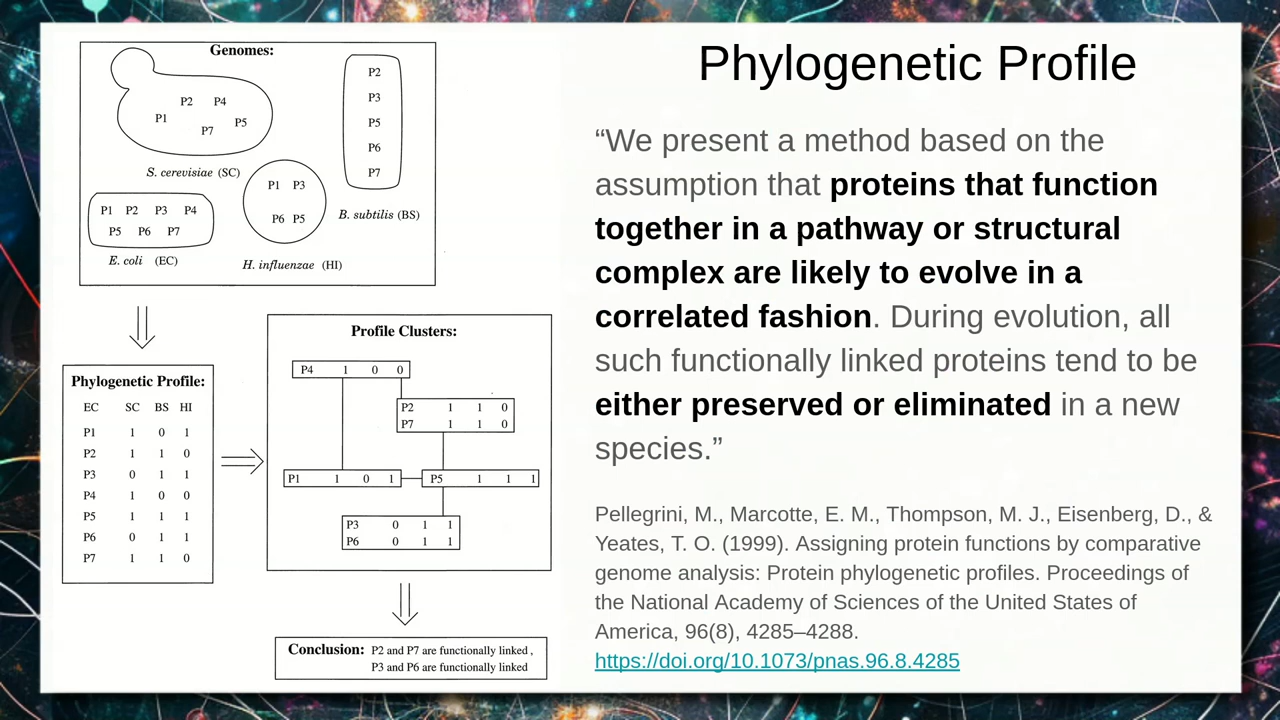 Genomes:
P2 P4
P1
P7
P5
S. cerevisiae (SC)
P2
P3
P5
P6
P7
B. subtilis (BS)
P1 P2 P3 P4
P5 P6 P7
E. coli (EC)
P1 P3
P6 P5
H. influenzae (HI)
Phylogenetic Profile:
EC SC BS HI
P1 1 0 1
P2 1 1 0
P3 0 1 1
P4 1 0 0
P5 1 1 1
P6 0 1 1
P7 1 1 0
Profile Clusters:
P4 1 0 0
P2 1 1 0
P7 1 1 0
P1 1 0 1
P5 1 1 1
P3 0 1 1
P6 0 1 1
Conclusion: P2 and P7 are functionally linked,
P3 and P6 are functionally linked
Phylogenetic Profile
“We present a method based on the
assumption that proteins that function
together in a pathway or structural
complex are likely to evolve in a
correlated fashion. During evolution, all
such functionally linked proteins tend to be
either preserved or eliminated in a new
species.”
Pellegrini, M., Marcotte, E. M., Thompson, M. J., Eisenberg, D., &
Yeates, T. O. (1999). Assigning protein functions by comparative
genome analysis: Protein phylogenetic profiles. Proceedings of
the National Academy of Sciences of the United States of
America, 96(8), 4285–4288.
https://doi.org/10.1073/pnas.96.8.4285